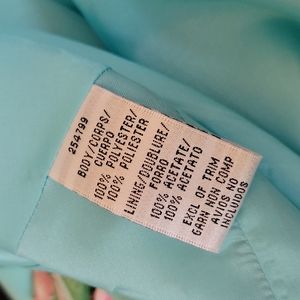 254799
BODY/CORPS/
CUERPO
100% POLYESTER/
100% POLIESTER
LINING/DOUBLURE/
FORRO
100% ACETATE/
100% ACETATO
EXCL OF TRIM
GARN NON COMP
AVIOS NO
INCLUIDOS